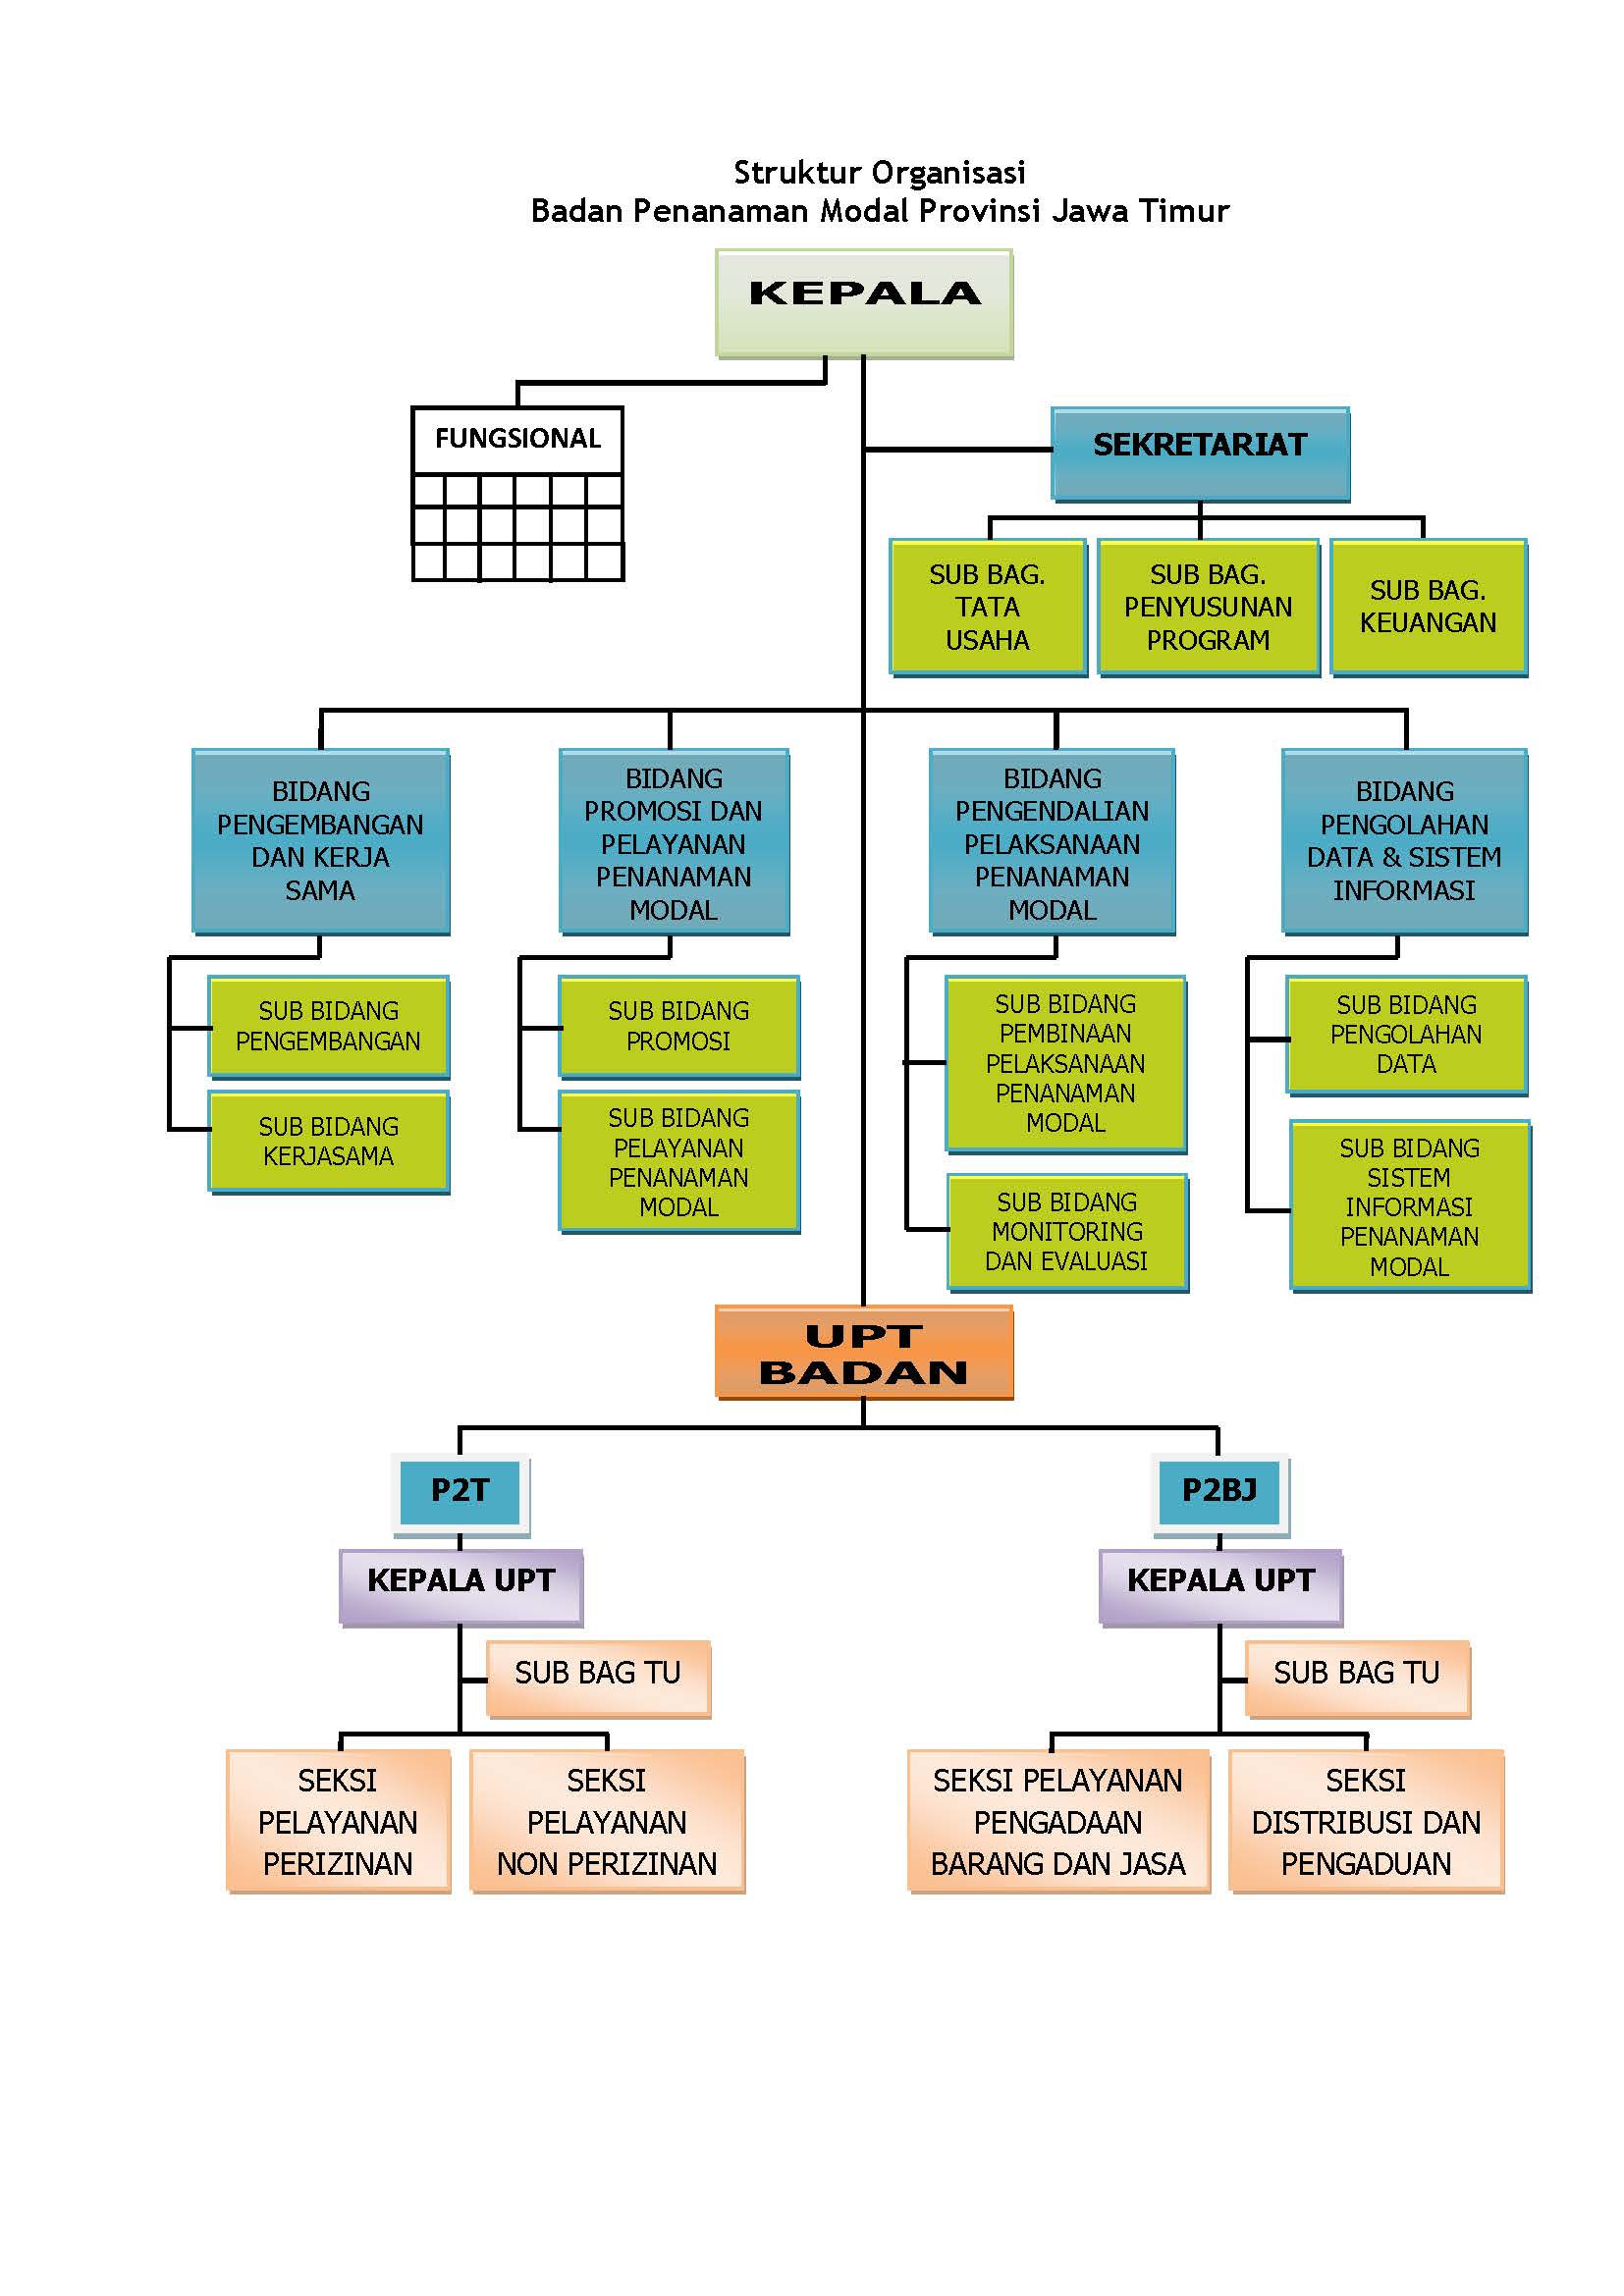 Struktur Organisasi
Badan Penanaman Modal Provinsi Jawa Timur
KEPALA
FUNGSIONAL
SEKRETARIAT
SUB BAG.
TATA
USAHA
SUB BAG.
PENYUSUNAN
PROGRAM
SUB BAG.
KEUANGAN
BIDANG
PENGEMBANGAN
DAN KERJA
SAMA
BIDANG
PROMOSI DAN
PELAYANAN
PENANAMAN
MODAL
BIDANG
PENGENDALIAN
PELAKSANAAN
PENANAMAN
MODAL
BIDANG
PENGOLAHAN
DATA & SISTEM
INFORMASI
SUB BIDANG
PENGEMBANGAN
SUB BIDANG
KERJASAMA
SUB BIDANG
PROMOSI
SUB BIDANG
PELAYANAN
PENANAMAN
MODAL
SUB BIDANG
PEMBINAAN
PELAKSANAAN
PENANAMAN
MODAL
SUB BIDANG
MONITORING
DAN EVALUASI
SUB BIDANG
PENGOLAHAN
DATA
SUB BIDANG
SISTEM
INFORMASI
PENANAMAN
MODAL
UPT
BADAN
P2T
KEPALA UPT
SUB BAG TU
SEKSI
PELAYANAN
PERIZINAN
SEKSI
PELAYANAN
NON PERIZINAN
P2BJ
KEPALA UPT
SUB BAG TU
SEKSI PELAYANAN
PENGADAAN
BARANG DAN JASA
SEKSI
DISTRIBUSI DAN
PENGADUAN